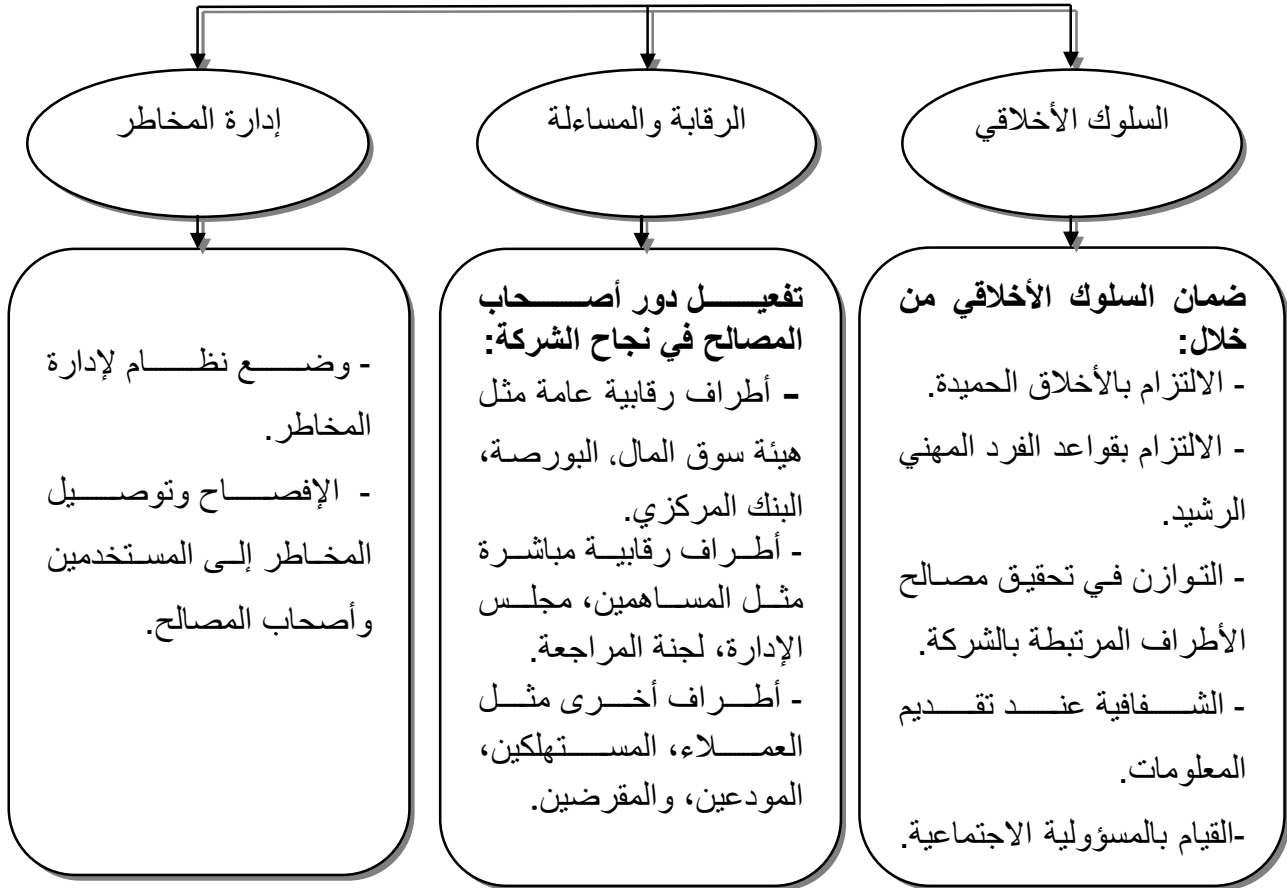 السلوك الأخلاقي
الرقابة والمساءلة
إدارة المخاطر
ضمان السلوك الأخلاقي من
خلال:
- الالتزام بالأخلاق الحميدة.
- الالتزام بقواعد الفرد المهني
الرشيد.
- التوازن في تحقيق مصالح
الأطراف المرتبطة بالشركة.
- الشفافية عند تقديم
المعلومات.
-القيام بالمسؤولية الاجتماعية.
تفعيل دور أصحاب
المصالح في نجاح الشركة:
- أطراف رقابية عامة مثل
هيئة سوق المال، البورصة،
البنك المركزي.
- أطراف رقابية مباشرة
مثل المساهمين، مجلس
الإدارة، لجنة المراجعة.
- أطراف أخرى مثل
العملاء، المستهلكين،
المودعين، والمقرضين.
- وضع نظام لإدارة
المخاطر.
- الإفصاح وتوصيل
المخاطر إلى المستخدمين
وأصحاب المصالح.